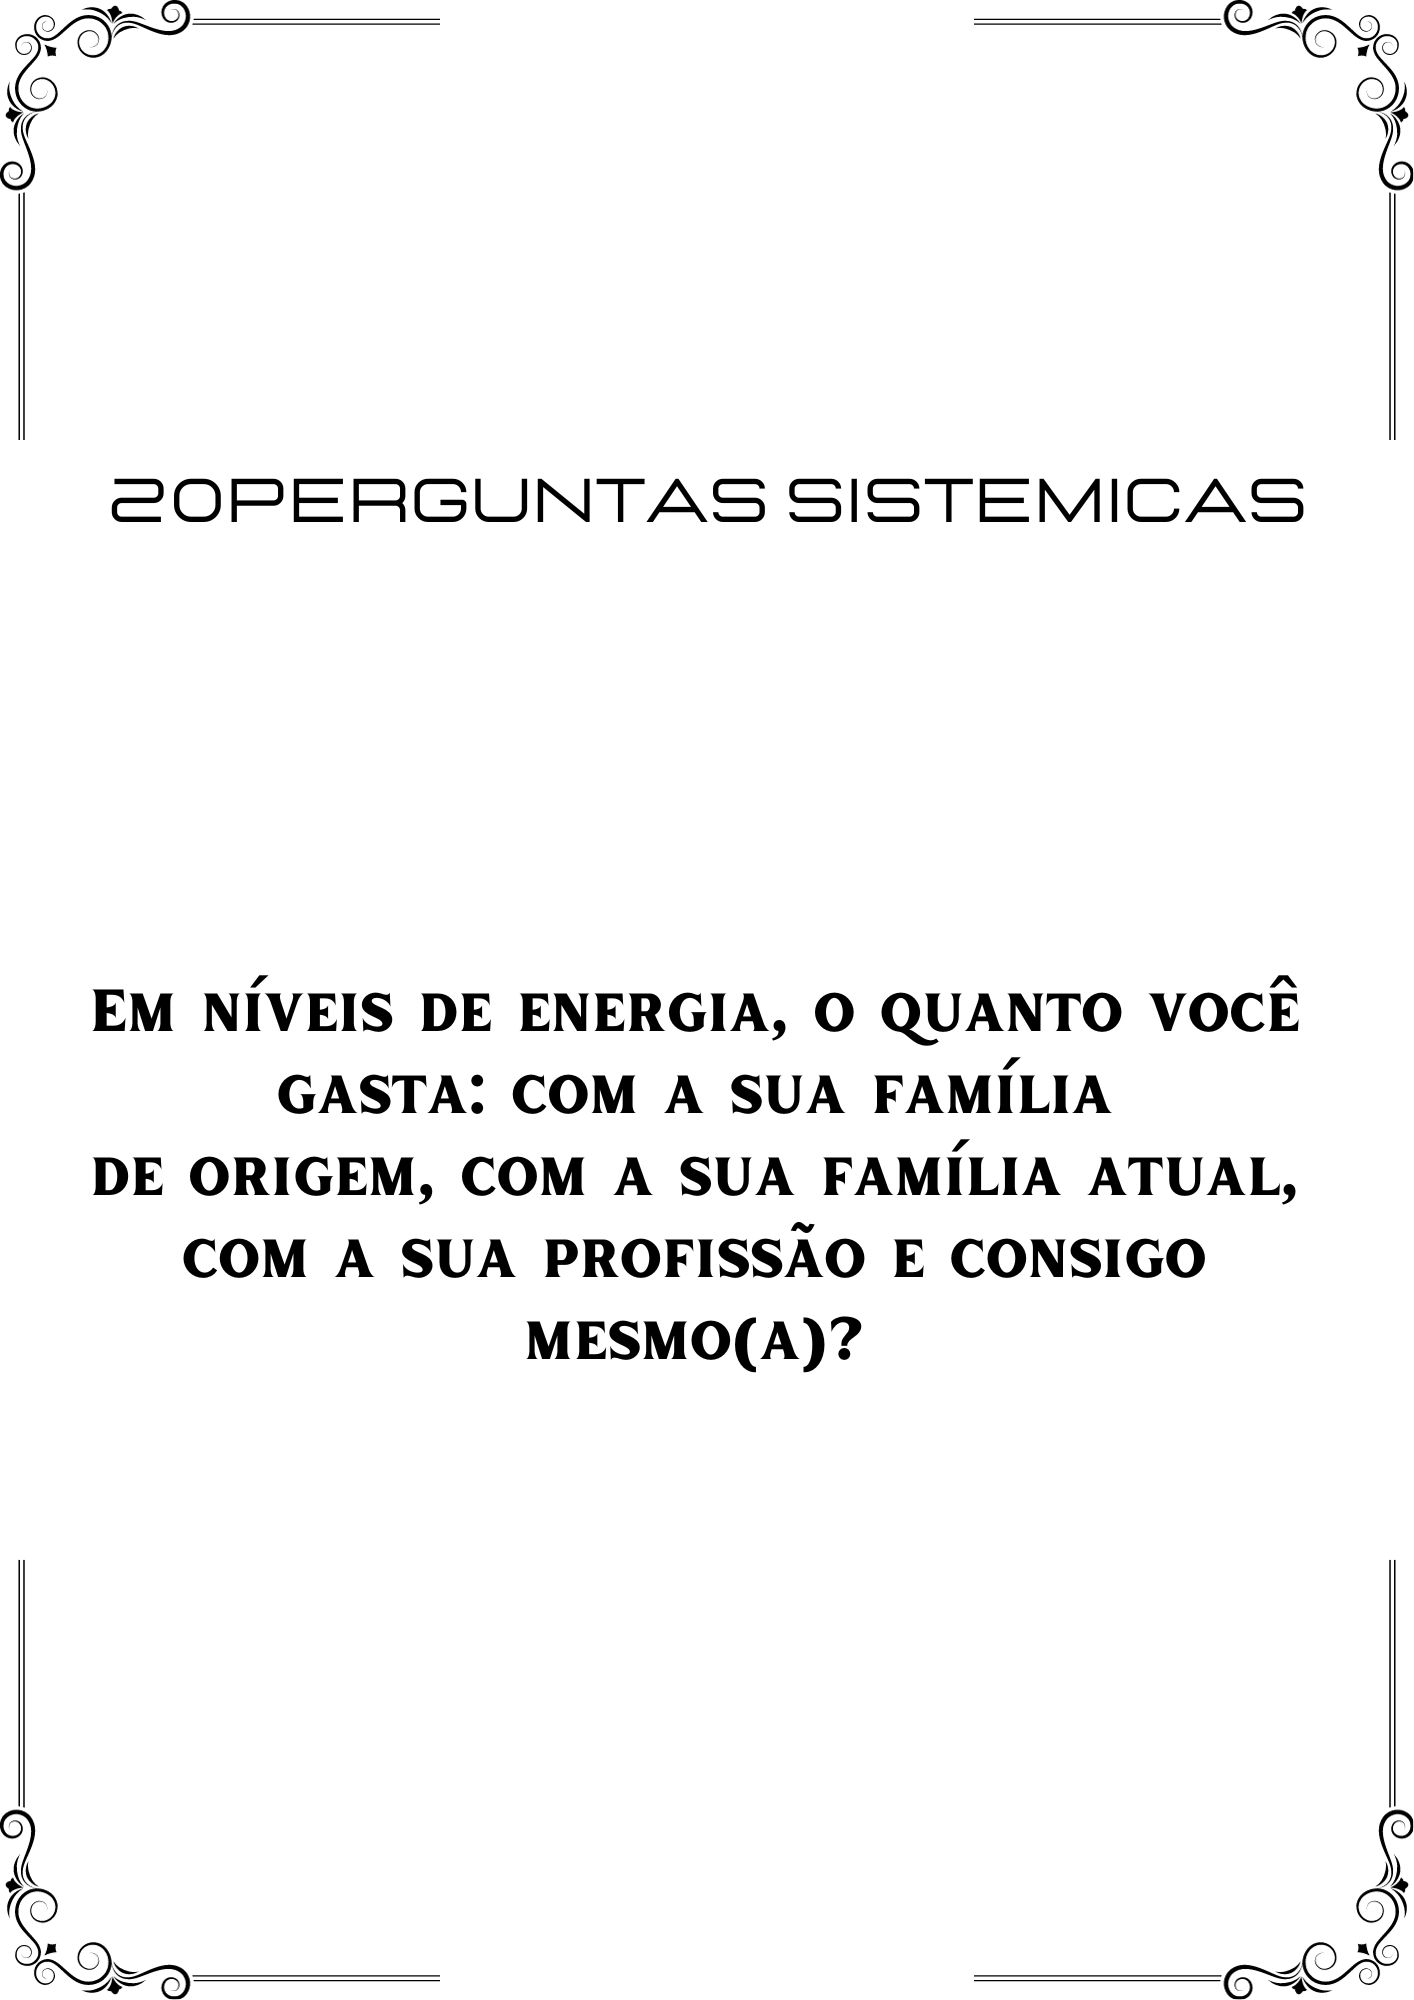 20PERGUNTAS SISTEMICAS
Em níveis de energia, o quanto você
gasta: com a sua família
de origem, com a sua família atual,
com a sua profissão e consigo
mesmo(a)?